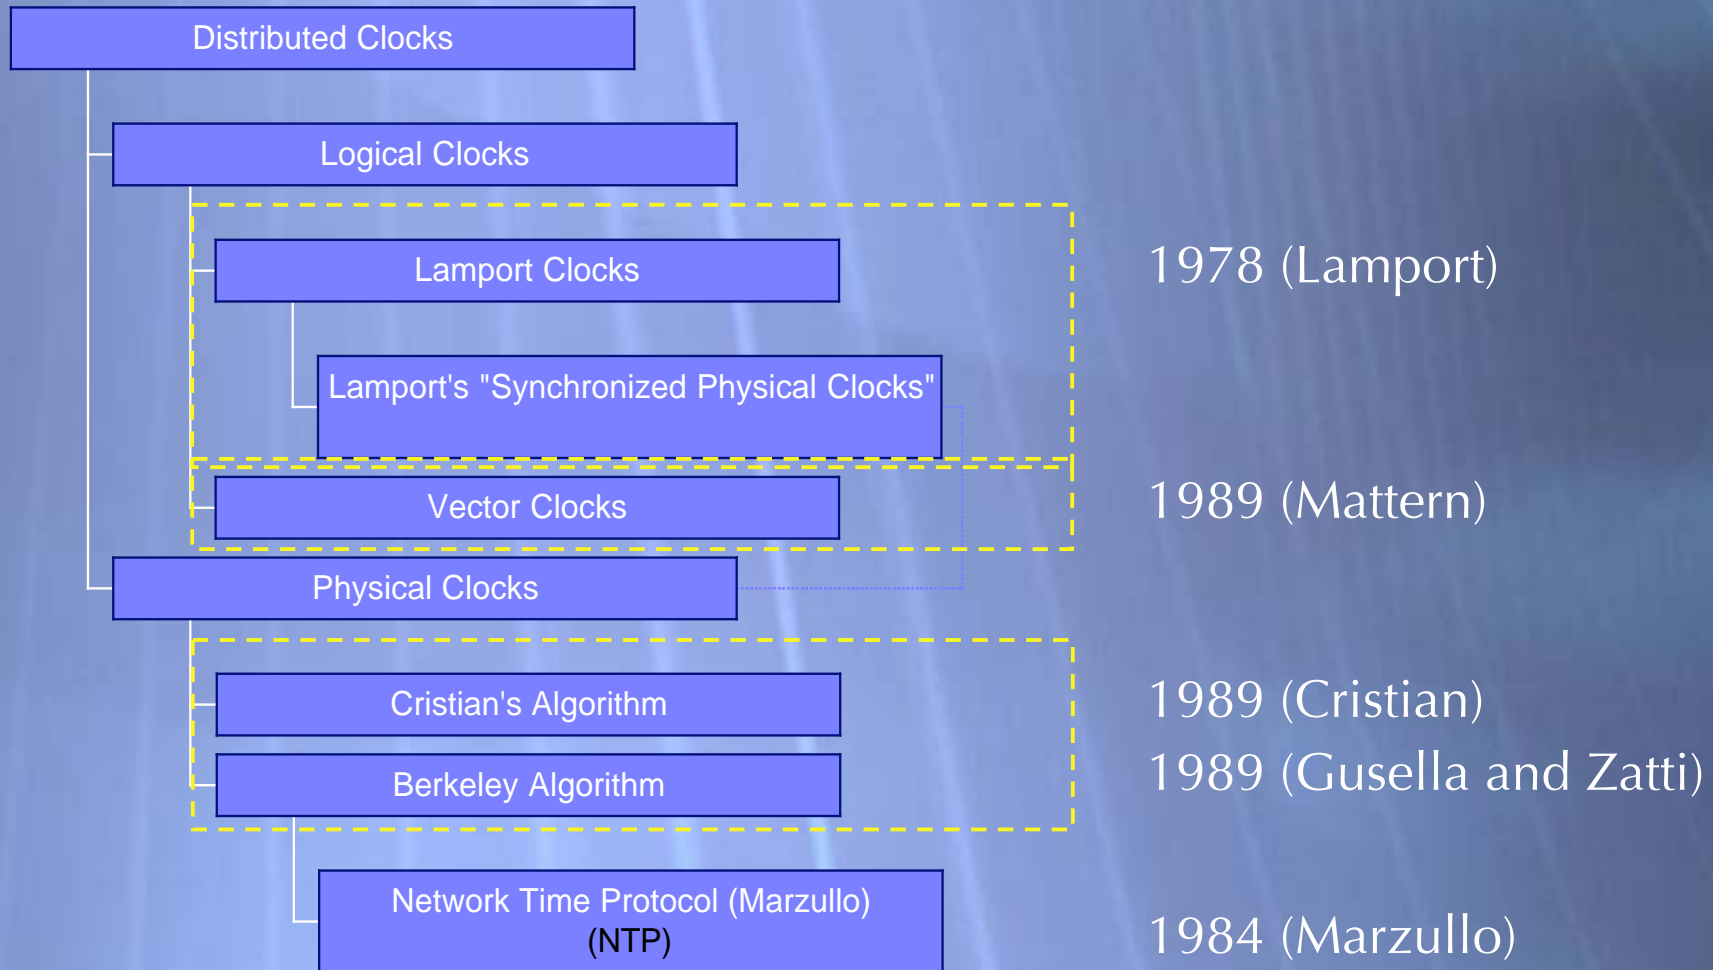 Distributed Clocks
Logical Clocks
Lamport Clocks
1978 (Lamport)
Lamport's "Synchronized Physical Clocks"
Vector Clocks
1989 (Mattern)
Physical Clocks
Cristian's Algorithm
1989 (Cristian)
Berkeley Algorithm
1989 (Gusella and Zatti)
Network Time Protocol (Marzullo)
(NTP)
1984 (Marzullo)